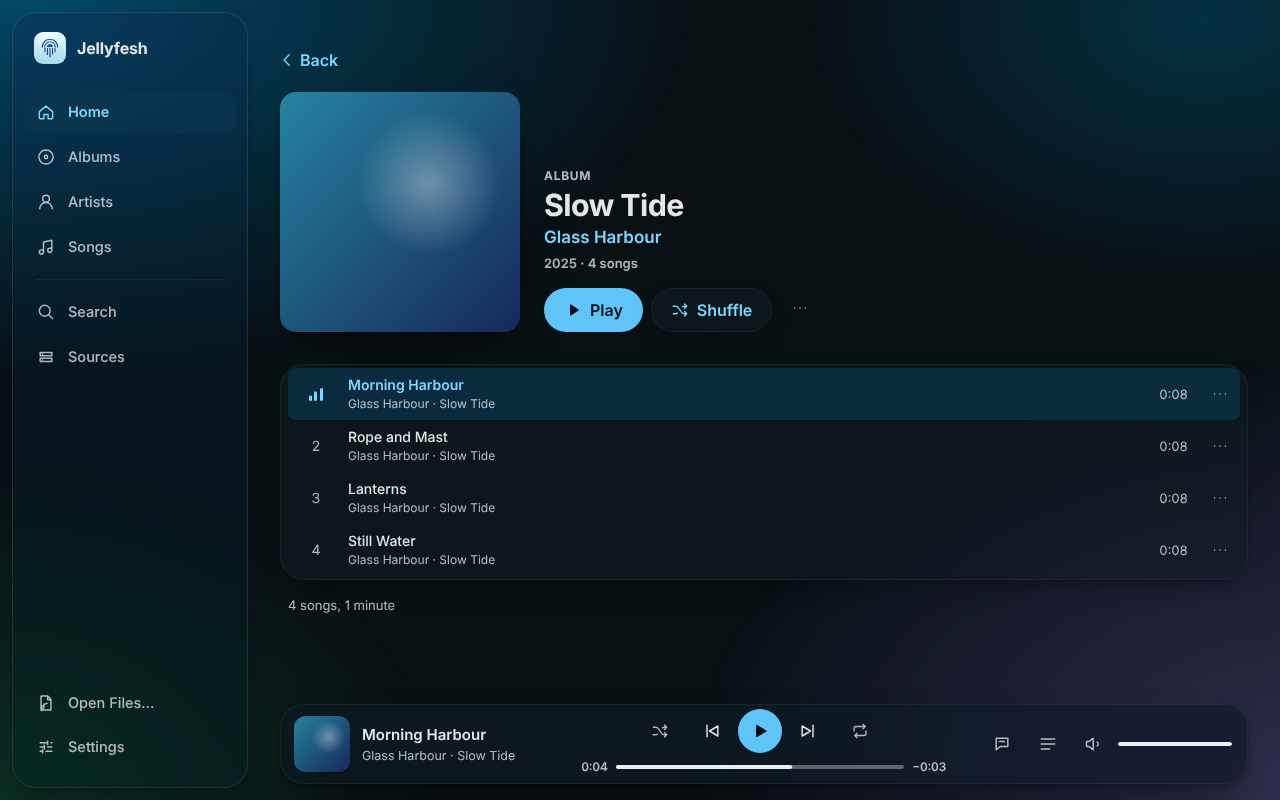 Jellyfesh
Home
Albums
Artists
Songs
Search
Sources
Open Files...
Settings
Back
ALBUM
Slow Tide
Glass Harbour
2025 · 4 songs
Play
Shuffle
Morning Harbour
Glass Harbour · Slow Tide
0:08
2
Rope and Mast
Glass Harbour · Slow Tide
0:08
3
Lanterns
Glass Harbour · Slow Tide
0:08
4
Still Water
Glass Harbour · Slow Tide
0:08
4 songs, 1 minute
Morning Harbour
Glass Harbour · Slow Tide
0:04
−0:03